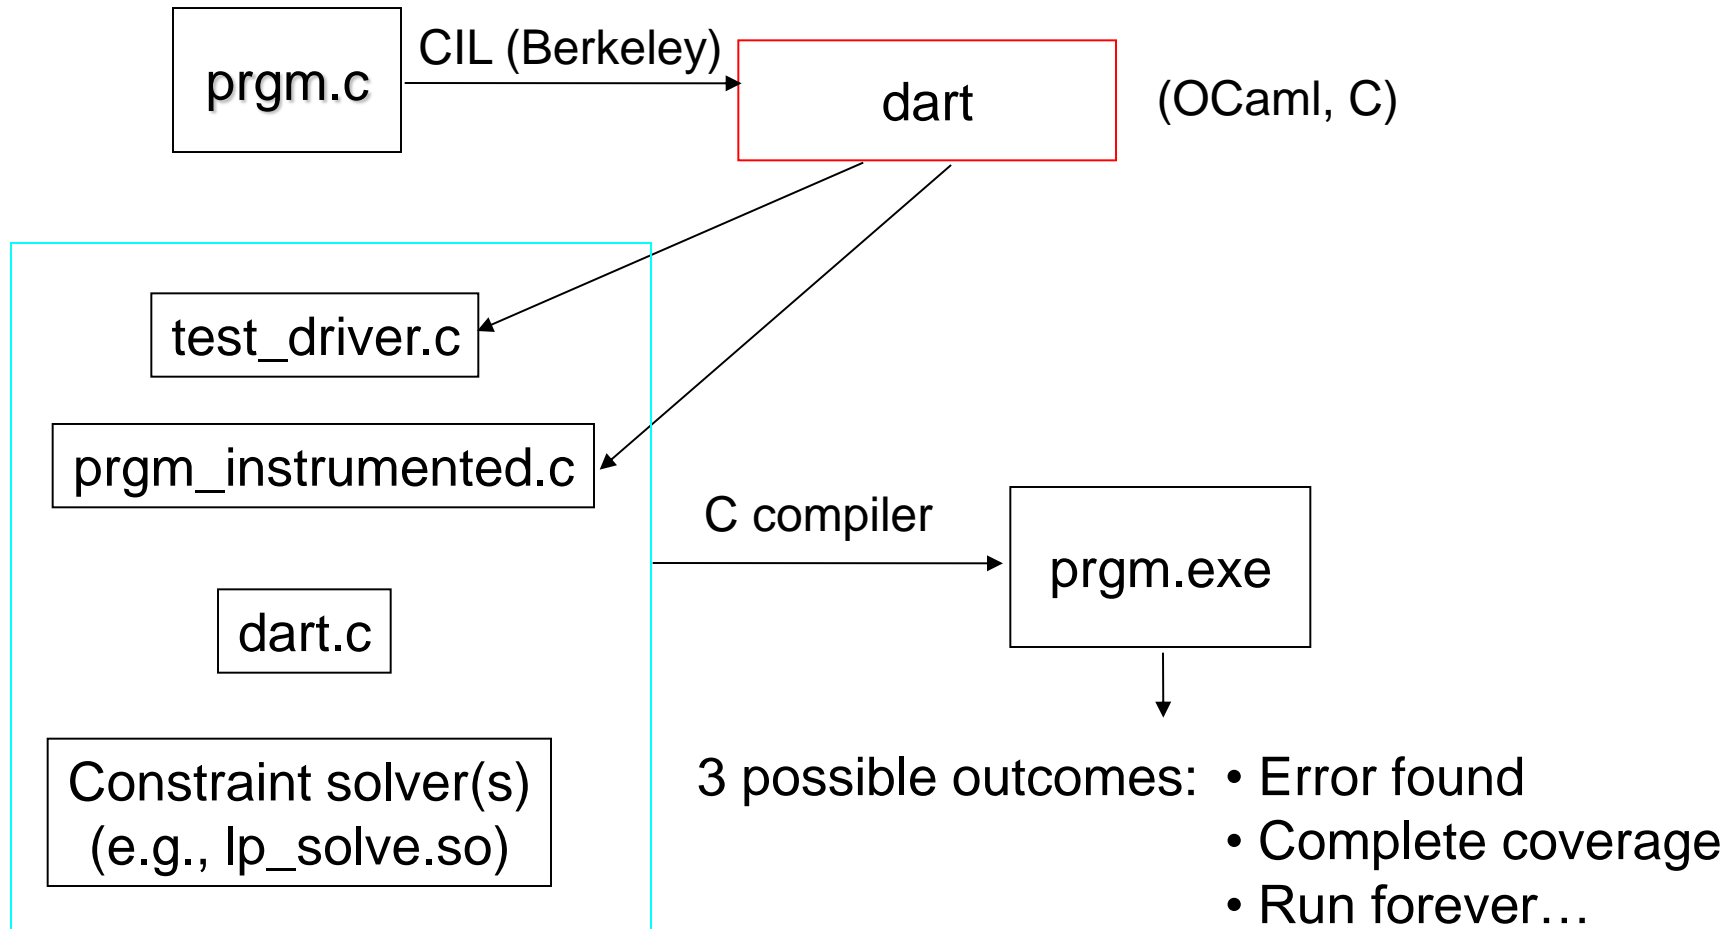 prgm.c
CIL (Berkeley)
dart
(OCaml, C)
test_driver.c
prgm_instrumented.c
C compiler
prgm.exe
dart.c
Constraint solver(s)
(e.g., lp_solve.so)
3 possible outcomes: • Error found
• Complete coverage
• Run forever…